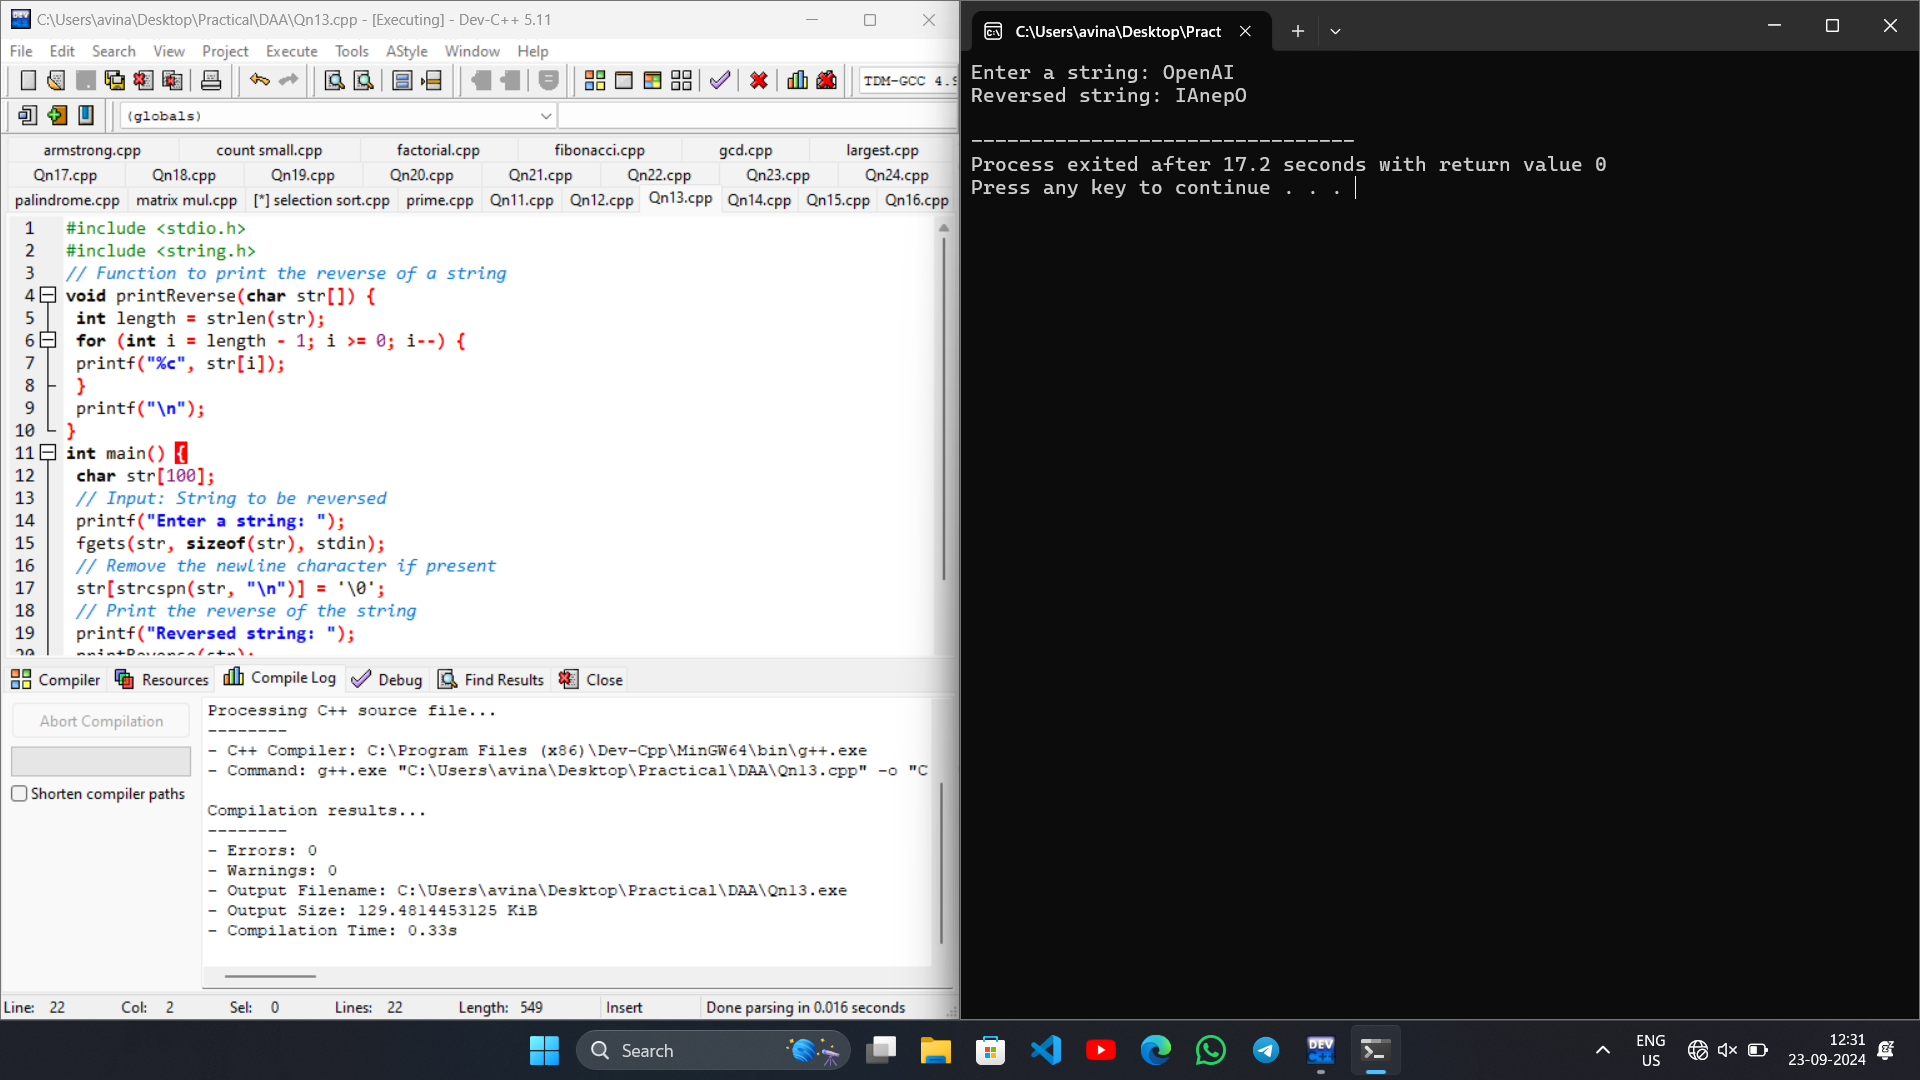 C:\Users\avina\Desktop\Practical\DAA\Qn13.cpp - [Executing] - Dev-C++ 5.11
File Edit Search View Project Execute Tools AStyle Window Help
TDM-GCC 4.9
(globals)
armstrong.cpp count small.cpp factorial.cpp fibonacci.cpp gcd.cpp largest.cpp
Qn17.cpp Qn18.cpp Qn19.cpp Qn20.cpp Qn21.cpp Qn22.cpp Qn23.cpp Qn24.cpp
palindrome.cpp matrix mul.cpp [*] selection sort.cpp prime.cpp Qn11.cpp Qn12.cpp Qn13.cpp Qn14.cpp Qn15.cpp Qn16.cpp
1 #include <stdio.h>
2 #include <string.h>
3 // Function to print the reverse of a string
4 void printReverse(char str[]) {
5 int length = strlen(str);
6 for (int i = length - 1; i >= 0; i--) {
7 printf("%c", str[i]);
8 }
9 printf("\n");
10 }
11 int main() {
12 char str[100];
13 // Input: String to be reversed
14 printf("Enter a string: ");
15 fgets(str, sizeof(str), stdin);
16 // Remove the newline character if present
17 str[strcspn(str, "\n")] = '\0';
18 // Print the reverse of the string
19 printf("Reversed string: ");
20 printReverse(str);
Compiler Resources Compile Log Debug Find Results Close
Abort Compilation
Shorten compiler paths
Processing C++ source file...
--------
- C++ Compiler: C:\Program Files (x86)\Dev-Cpp\MinGW64\bin\g++.exe
- Command: g++.exe "C:\Users\avina\Desktop\Practical\DAA\Qn13.cpp" -o "C
Compilation results...
--------
- Errors: 0
- Warnings: 0
- Output Filename: C:\Users\avina\Desktop\Practical\DAA\Qn13.exe
- Output Size: 129.4814453125 KiB
- Compilation Time: 0.33s
Line: 22 Col: 2 Sel: 0 Lines: 22 Length: 549 Insert Done parsing in 0.016 seconds
C:\Users\avina\Desktop\Pract
Enter a string: OpenAI
Reversed string: IAnepO
--------------------------------
Process exited after 17.2 seconds with return value 0
Press any key to continue . . .
Search
DEV
ENG
US
12:31
23-09-2024